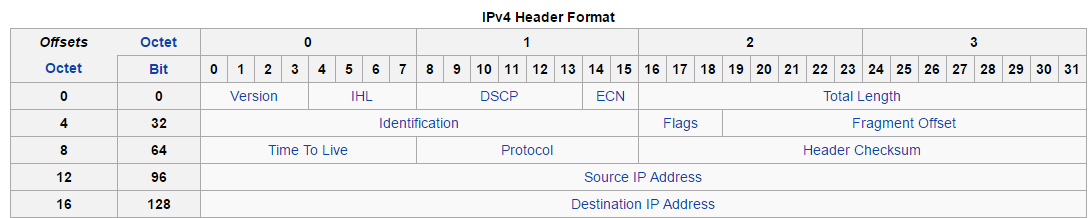 IPv4 Header Format
Offsets Octet 0 1 2 3
Octet Bit 0 1 2 3 4 5 6 7 8 9 10 11 12 13 14 15 16 17 18 19 20 21 22 23 24 25 26 27 28 29 30 31
0 0 Version IHL DSCP ECN Total Length
4 32 Identification Flags Fragment Offset
8 64 Time To Live Protocol Header Checksum
12 96 Source IP Address
16 128 Destination IP Address